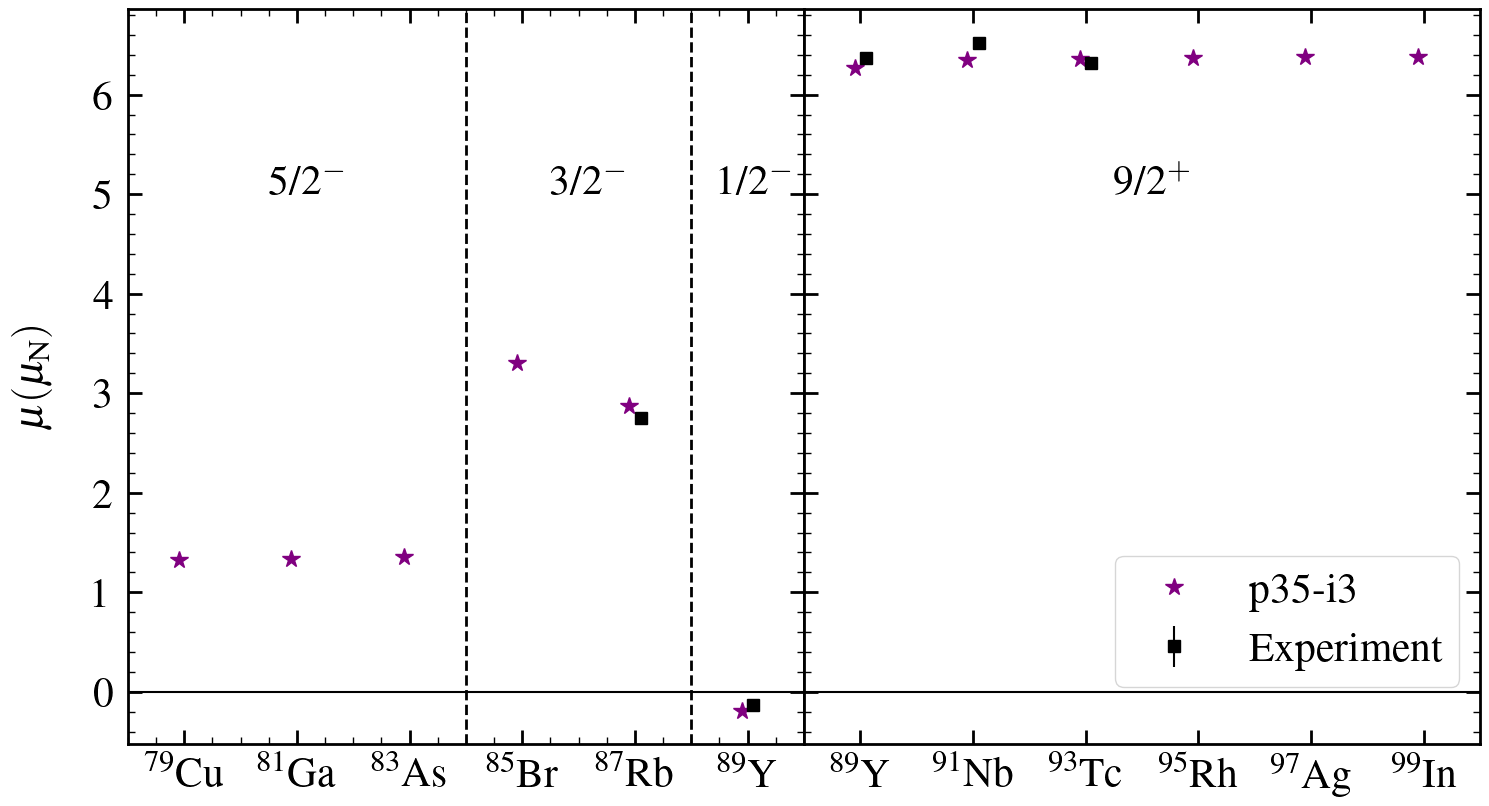 6
5
4
3
2
1
0
μ (μN)
5/2⁻
3/2⁻
1/2⁻
9/2⁺
p35-i3
Experiment
⁷⁹Cu ⁸¹Ga ⁸³As ⁸⁵Br ⁸⁷Rb ⁸⁹Y ⁸⁹Y ⁹¹Nb ⁹³Tc ⁹⁵Rh ⁹⁷Ag ⁹⁹In